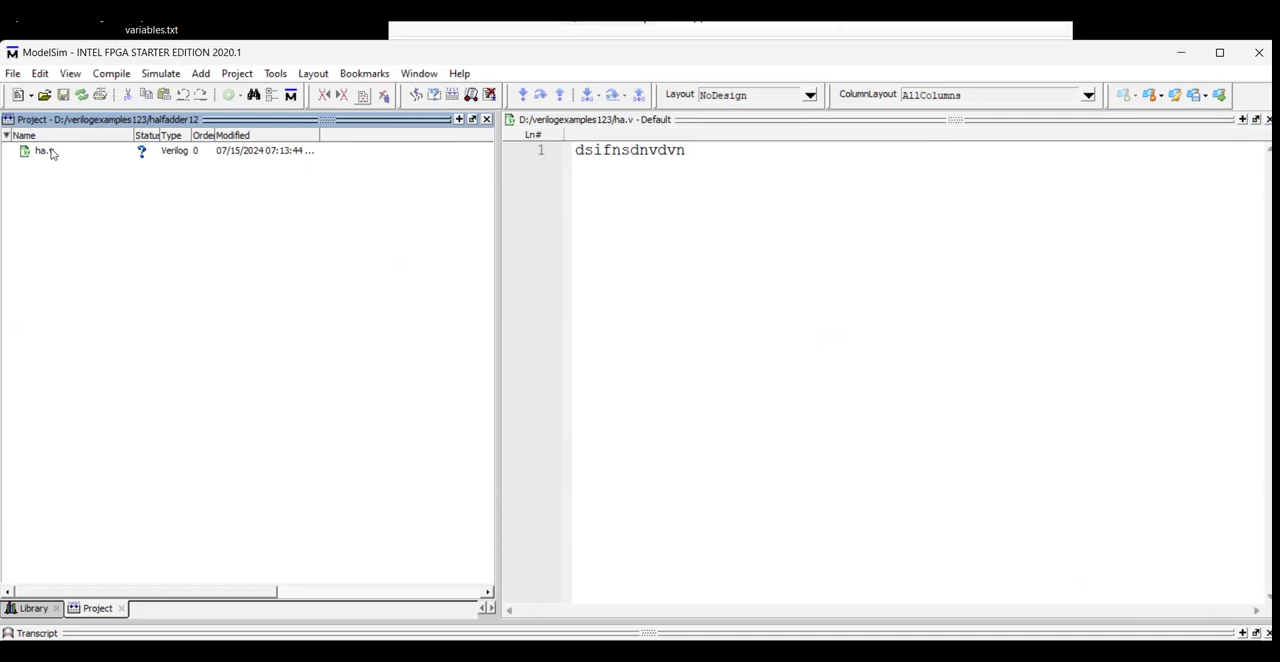 variables.txt
ModelSim - INTEL FPGA STARTER EDITION 2020.1
File Edit View Compile Simulate Add Project Tools Layout Bookmarks Window Help
Layout NoDesign ColumnLayout AllColumns
Project - D:/verilogexamples123/halfadder12
Name Status Type Order Modified
ha. ? Verilog 0 07/15/2024 07:13:44 ...
Library Project
D:/verilogexamples123/ha.v - Default
Ln#
1 dsifnsdnvdvn
Transcript